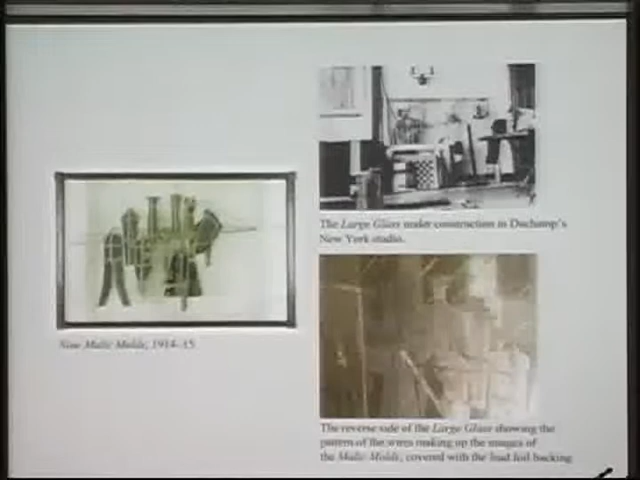 Nine Malic Molds, 1914–15.
The Large Glass under construction in Duchamp's
New York studio.
The reverse side of the Large Glass showing the
pattern of the wires making up the images of
the Malic Molds, covered with the lead foil backing